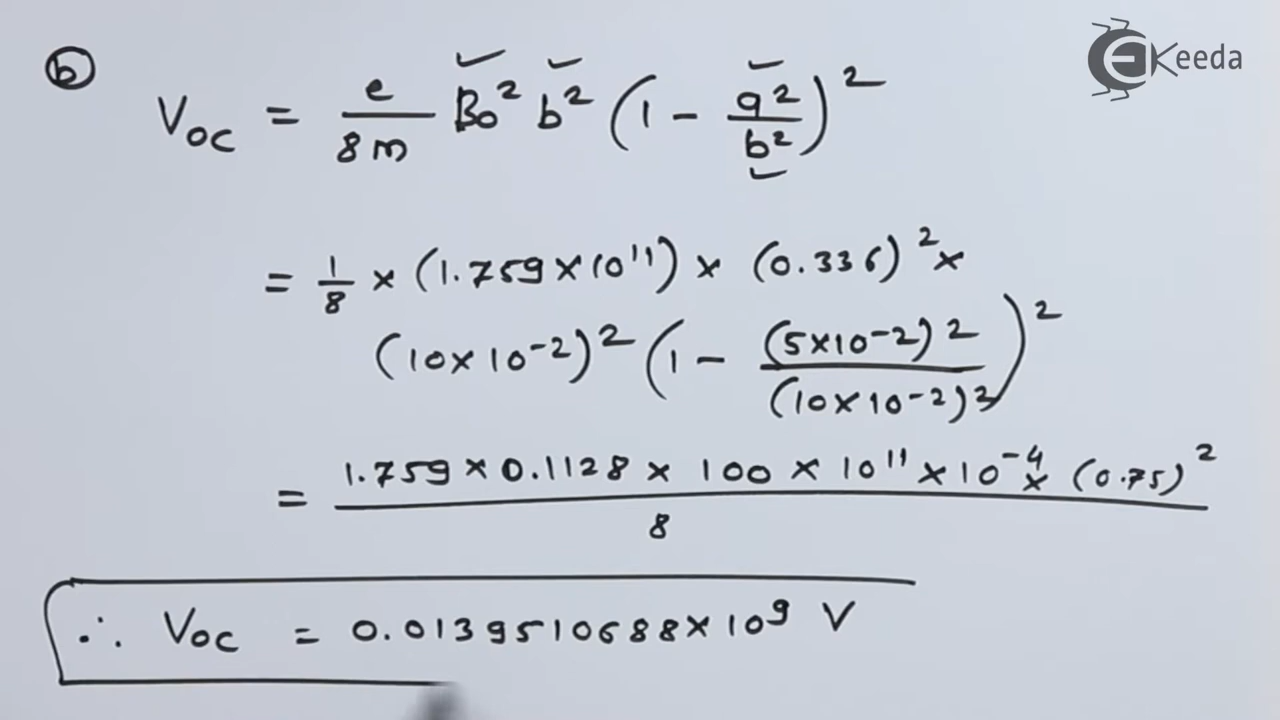 EKeeda
(b)
Voc = e/8m Bo² b² (1 - a²/b²)²
= 1/8 × (1.759×10¹¹) × (0.336)² ×
(10×10⁻²)² (1 - (5×10⁻²)²/(10×10⁻²)²)²
= 1.759 × 0.1128 × 100 × 10¹¹ × 10⁻⁴ × (0.75)² / 8
∴ Voc = 0.0139510688×10⁹ V